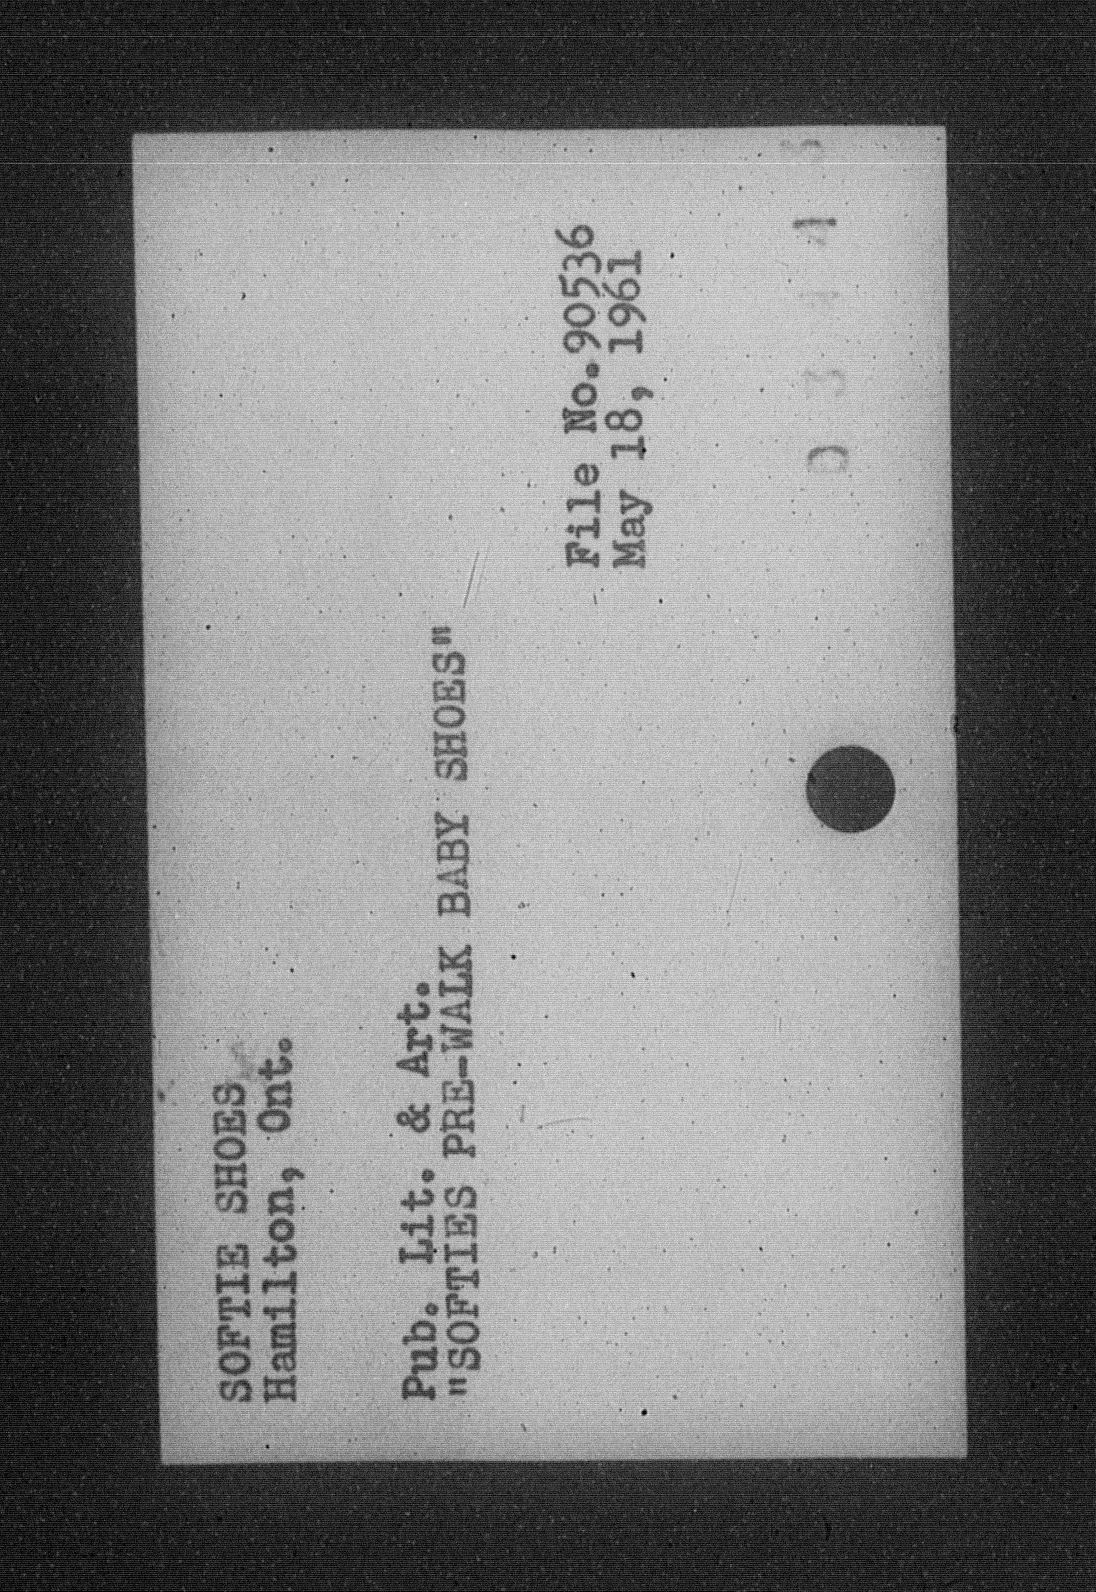 SOFTIE SHOES
Hamilton, Ont.
Pub. Lit. & Art.
"SOFTIES PRE-WALK BABY SHOES"
File No.90536
May 18, 1961